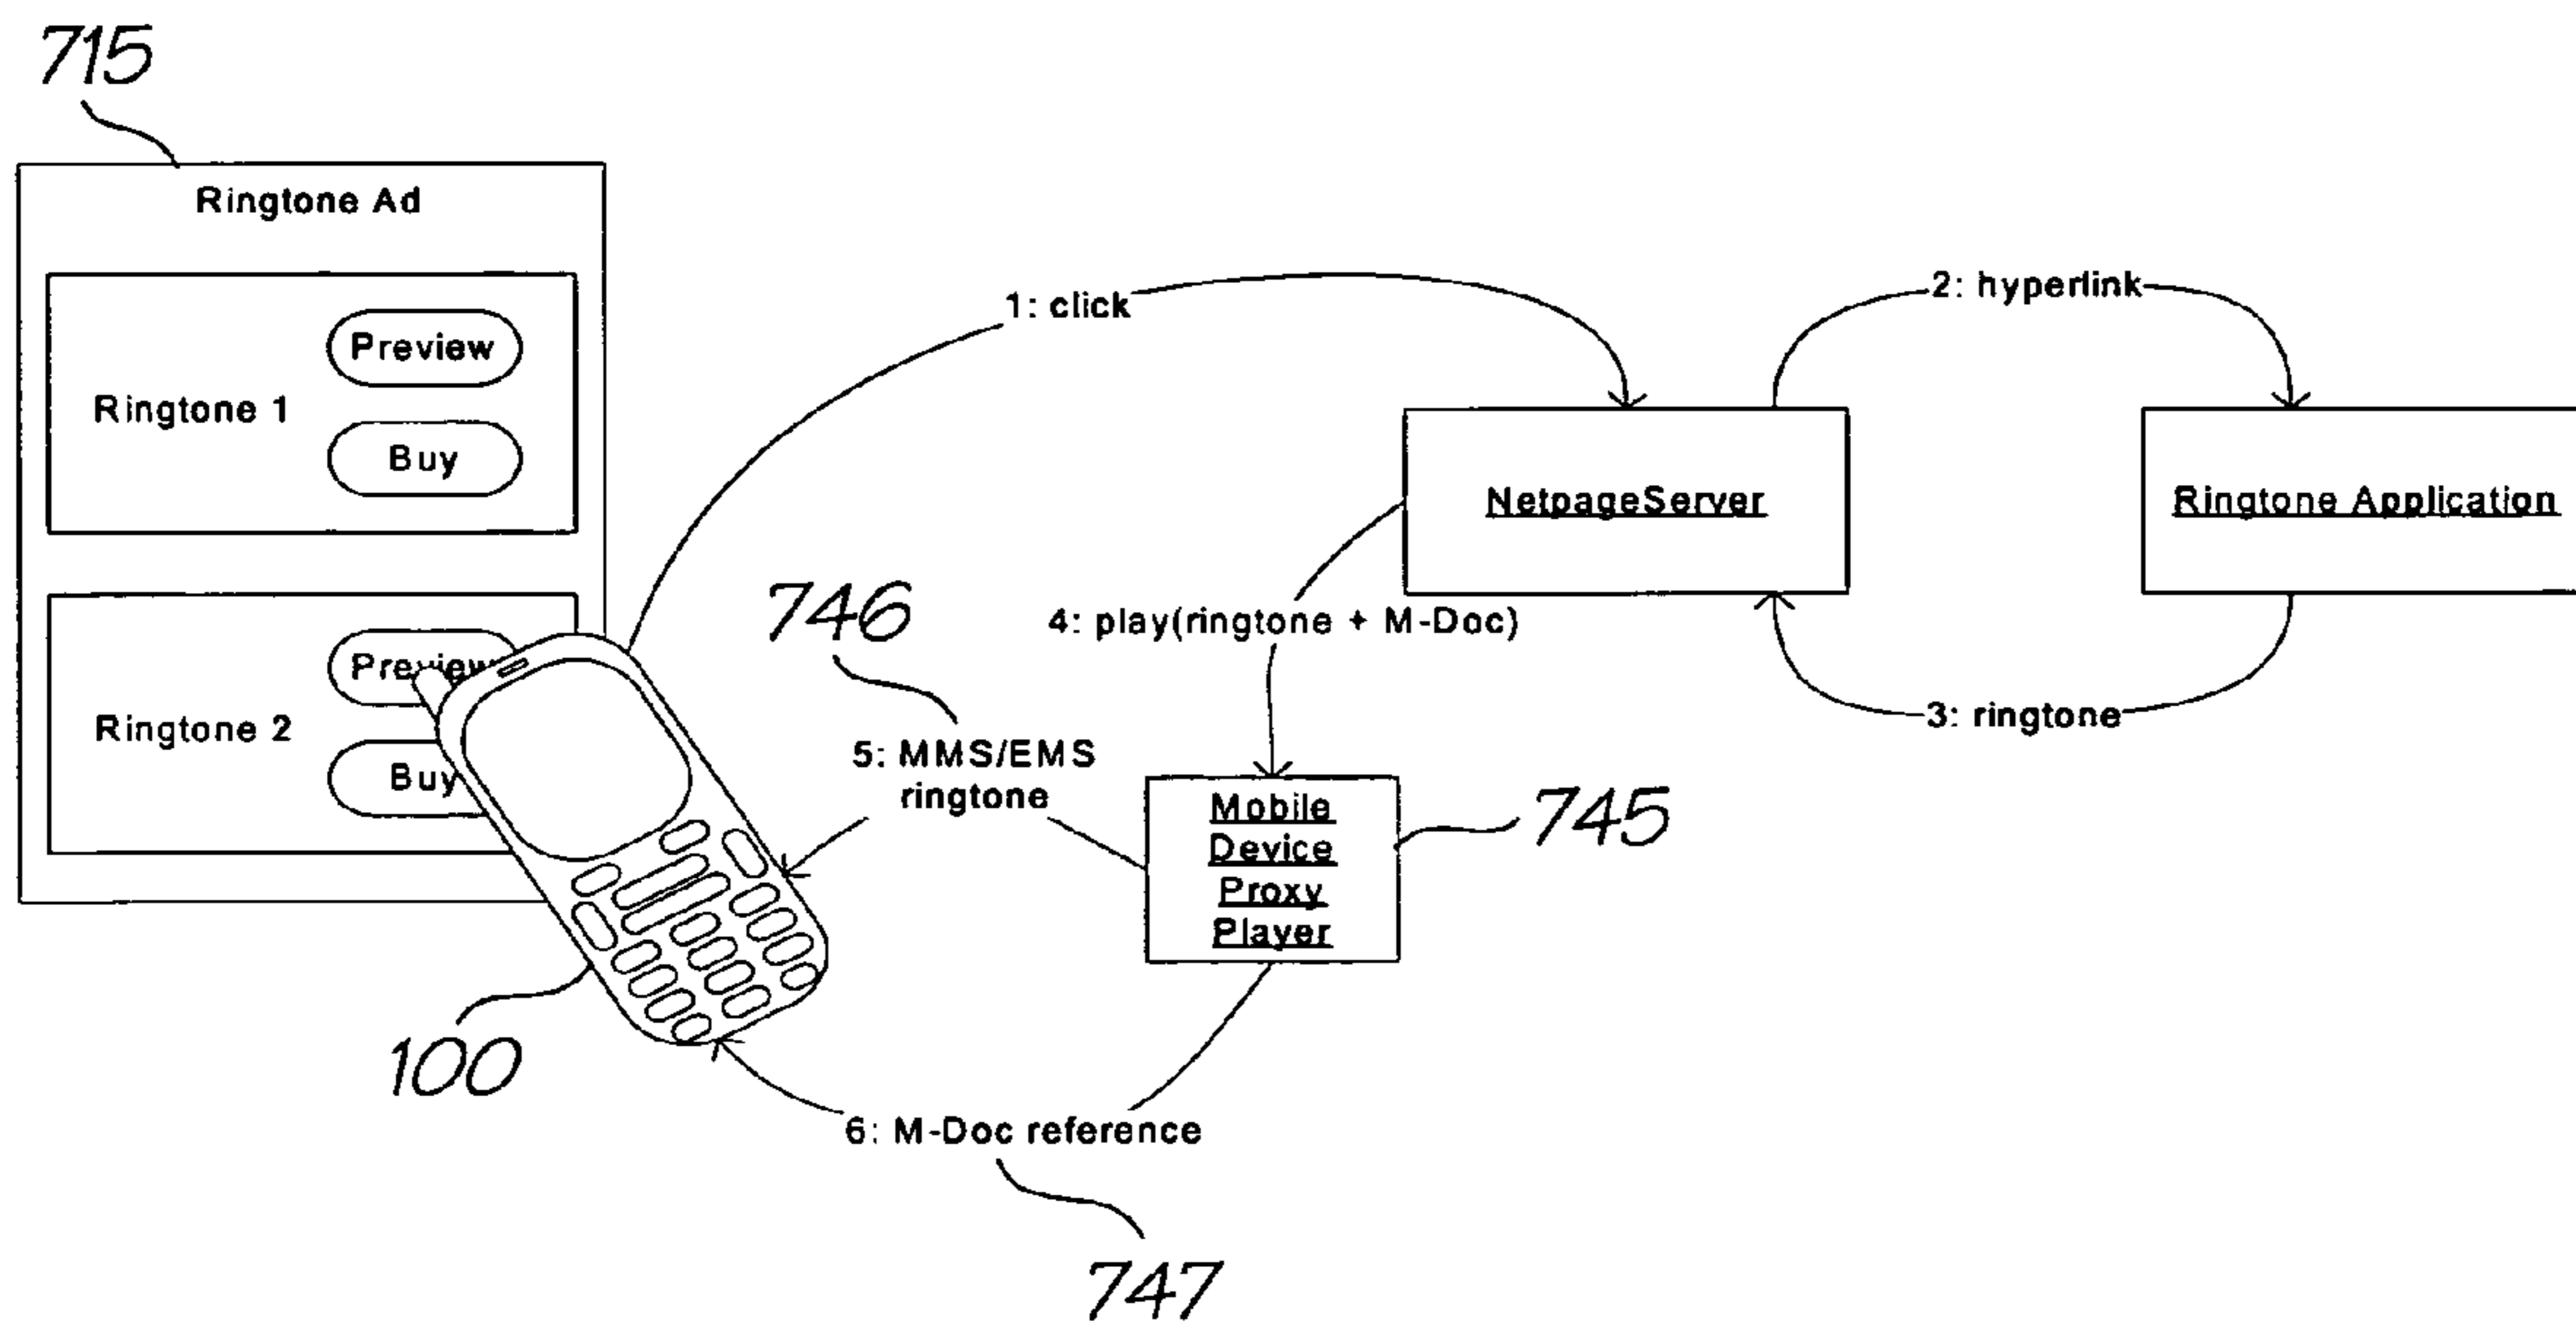 715
Ringtone Ad
Ringtone 1
Preview
Buy
Ringtone 2
Preview
Buy
100
1: click
2: hyperlink
NetpageServer
Ringtone Application
3: ringtone
4: play(ringtone + M-Doc)
746
5: MMS/EMS
ringtone
Mobile
Device
Proxy
Player
745
6: M-Doc reference
747